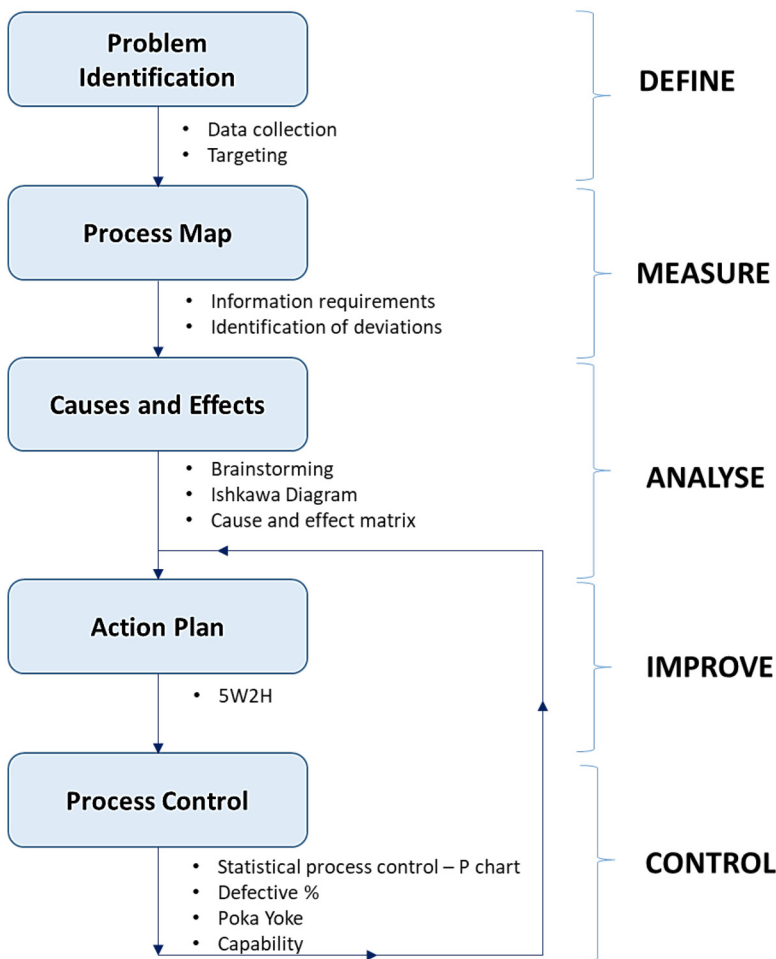 Problem
Identification
DEFINE
• Data collection
• Targeting
Process Map
MEASURE
• Information requirements
• Identification of deviations
Causes and Effects
ANALYSE
• Brainstorming
• Ishkawa Diagram
• Cause and effect matrix
Action Plan
IMPROVE
• 5W2H
Process Control
CONTROL
• Statistical process control – P chart
• Defective %
• Poka Yoke
• Capability